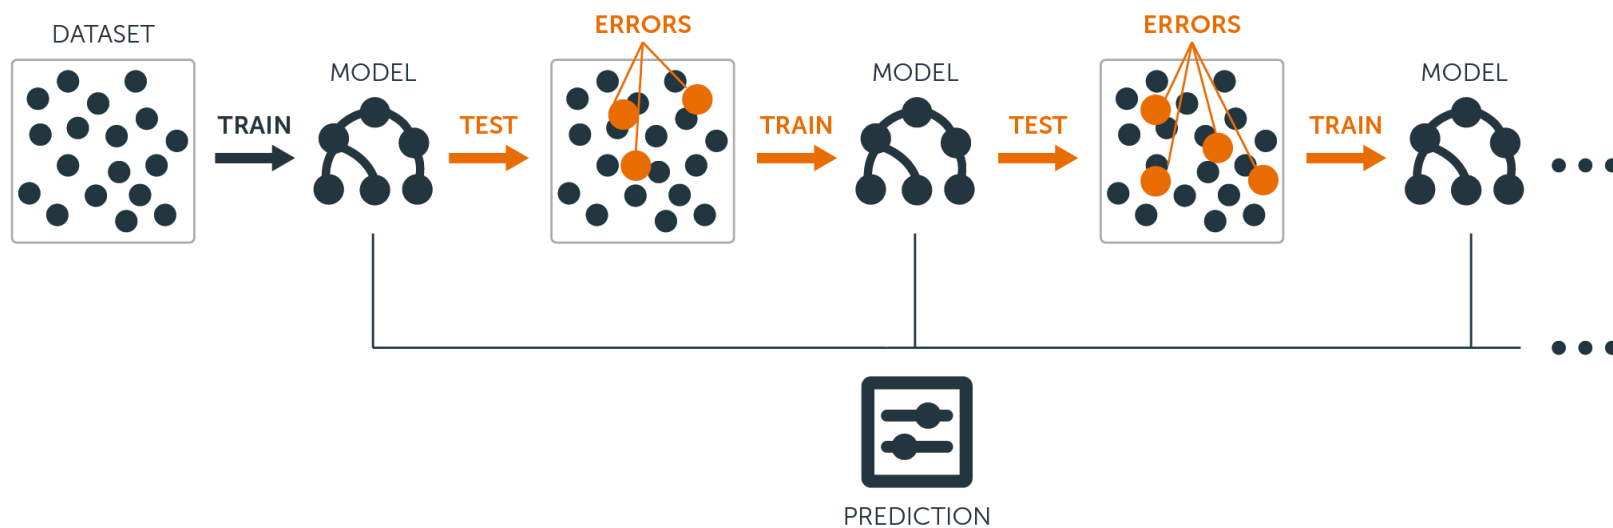 DATASET
TRAIN
MODEL
TEST
ERRORS
TRAIN
MODEL
TEST
ERRORS
TRAIN
MODEL
PREDICTION